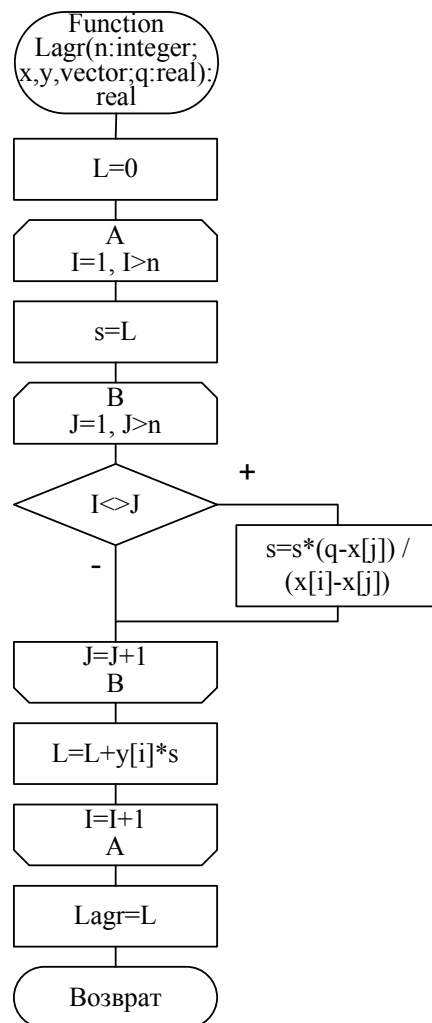 Function
Lagr(n:integer;
x,y,vector;q:real):
real
L=0
A
I=1, I>n
s=L
B
J=1, J>n
+
I<>J
s=s*(q-x[j]) /
(x[i]-x[j])
-
J=J+1
B
L=L+y[i]*s
I=I+1
A
Lagr=L
Возврат